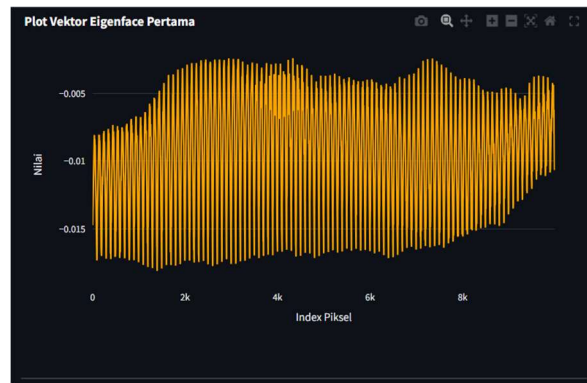 Plot Vektor Eigenface Pertama
−0.005
−0.01
−0.015
Nilai
0 2k 4k 6k 8k
Index Piksel